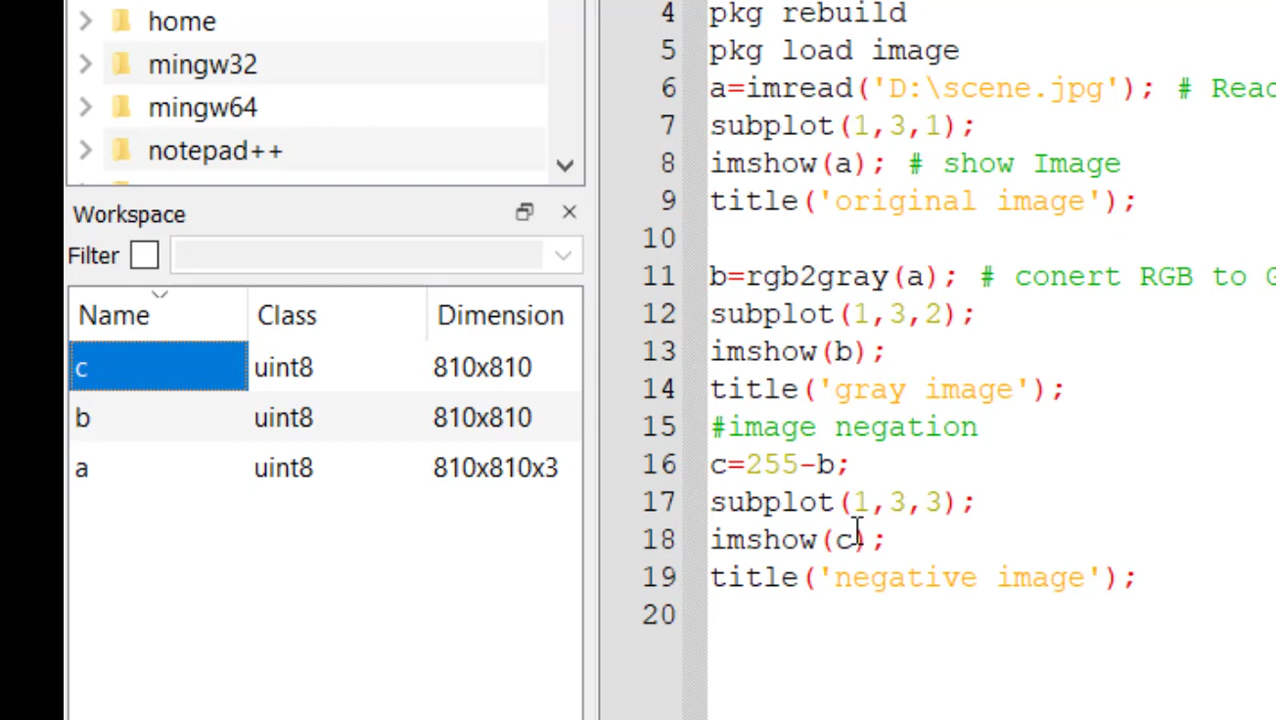 home
mingw32
mingw64
notepad++
Workspace
Filter
Name Class Dimension
c uint8 810x810
b uint8 810x810
a uint8 810x810x3
4 pkg rebuild
5 pkg load image
6 a=imread('D:\scene.jpg'); # Read
7 subplot(1,3,1);
8 imshow(a); # show Image
9 title('original image');
10
11 b=rgb2gray(a); # conert RGB to G
12 subplot(1,3,2);
13 imshow(b);
14 title('gray image');
15 #image negation
16 c=255-b;
17 subplot(1,3,3);
18 imshow(c);
19 title('negative image');
20